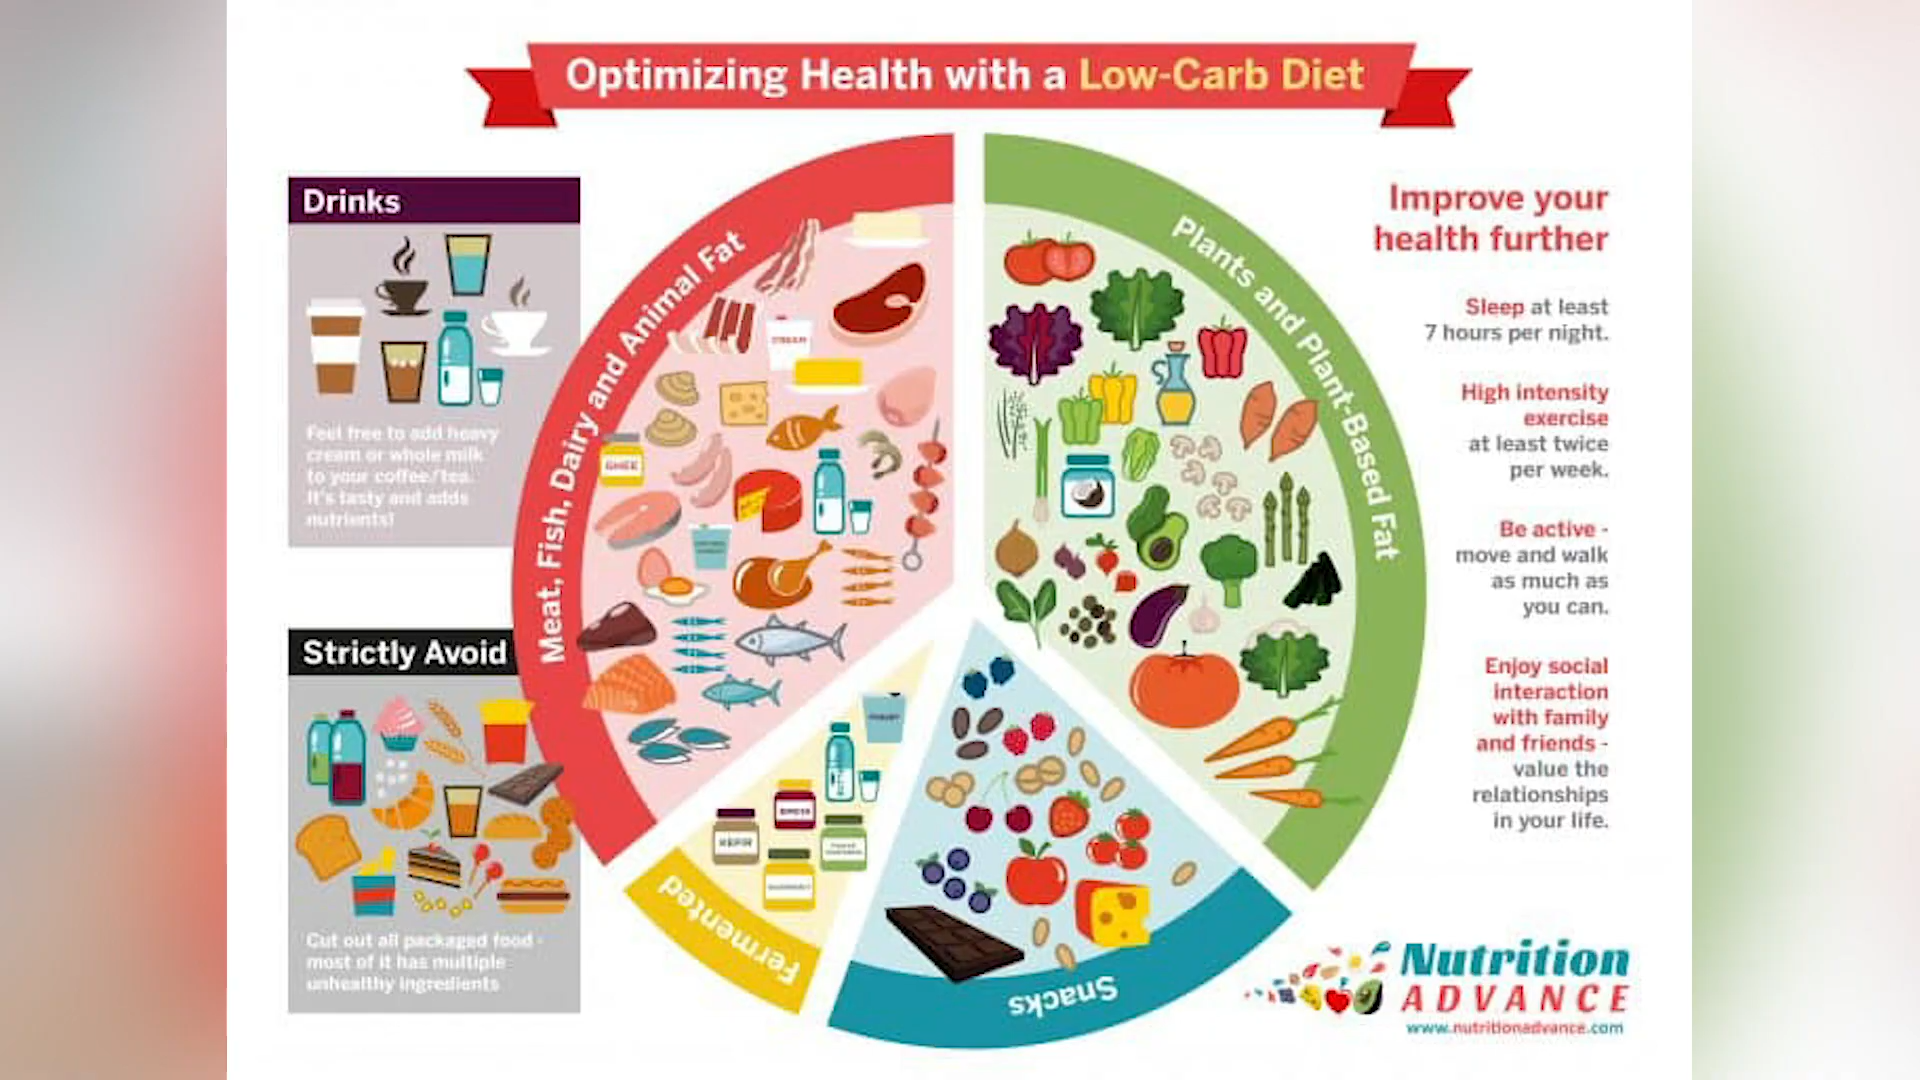 Optimizing Health with a Low-Carb Diet
Drinks
Feel free to add heavy
cream or whole milk
to your coffee/tea.
It's tasty and adds
nutrients!
Strictly Avoid
Cut out all packaged food -
most of it has multiple
unhealthy ingredients
Meat, Fish, Dairy and Animal Fat
CREAM
GHEE
Plants and Plant-Based Fat
Fermented
YOGURT
KEFIR
KIMCHI
Snacks
Improve your
health further
Sleep at least
7 hours per night.
High intensity
exercise
at least twice
per week.
Be active -
move and walk
as much as
you can.
Enjoy social
interaction
with family
and friends -
value the
relationships
in your life.
Nutrition
ADVANCE
www.nutritionadvance.com